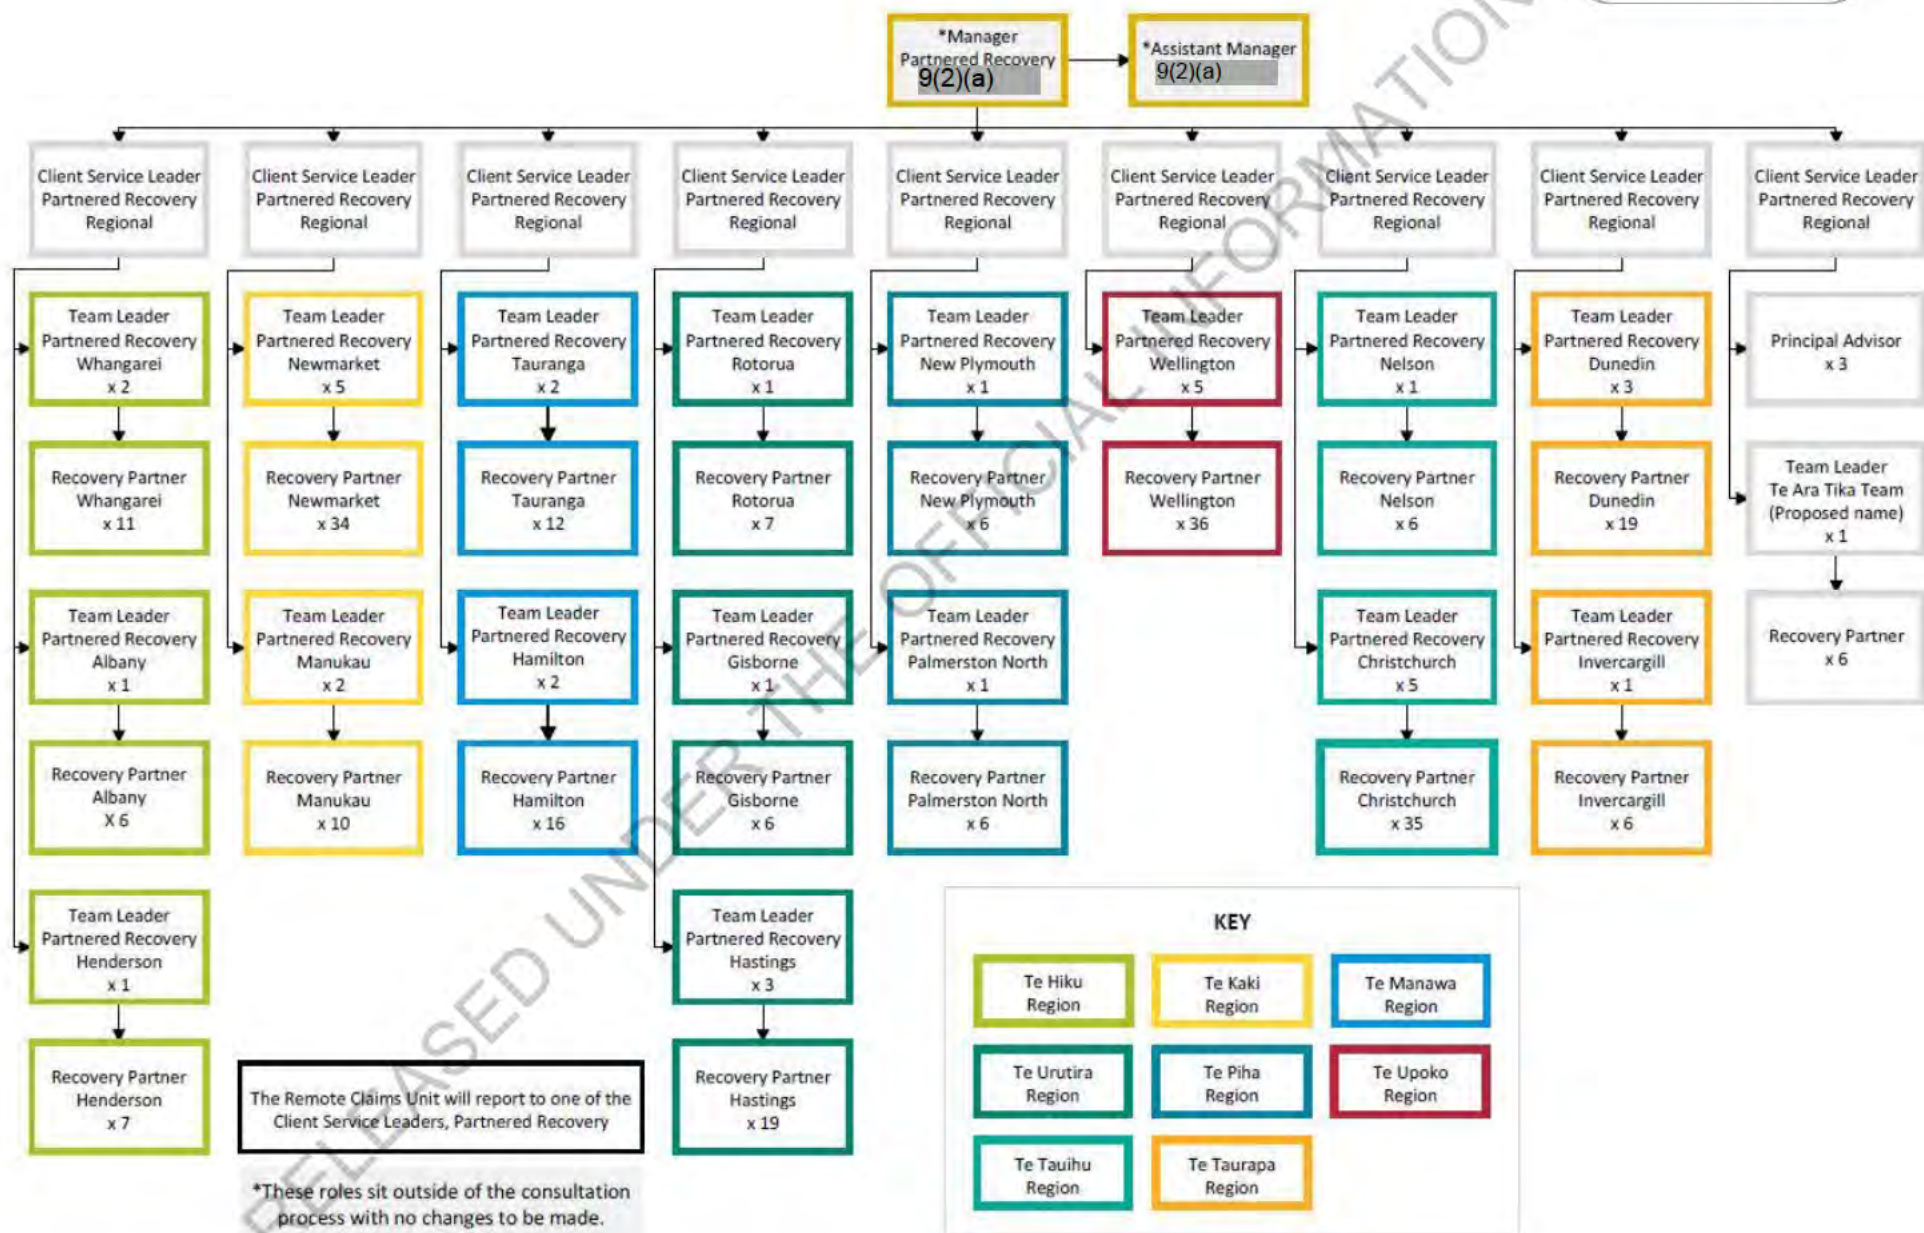 *Manager
Partnered Recovery
9(2)(a)
*Assistant Manager
9(2)(a)
Client Service Leader
Partnered Recovery
Regional
Client Service Leader
Partnered Recovery
Regional
Client Service Leader
Partnered Recovery
Regional
Client Service Leader
Partnered Recovery
Regional
Client Service Leader
Partnered Recovery
Regional
Client Service Leader
Partnered Recovery
Regional
Client Service Leader
Partnered Recovery
Regional
Client Service Leader
Partnered Recovery
Regional
Client Service Leader
Partnered Recovery
Regional
Team Leader
Partnered Recovery
Whangarei
x 2
Team Leader
Partnered Recovery
Newmarket
x 5
Team Leader
Partnered Recovery
Tauranga
x 2
Team Leader
Partnered Recovery
Rotorua
x 1
Team Leader
Partnered Recovery
New Plymouth
x 1
Team Leader
Partnered Recovery
Wellington
x 5
Team Leader
Partnered Recovery
Nelson
x 1
Team Leader
Partnered Recovery
Dunedin
x 3
Principal Advisor
x 3
Recovery Partner
Whangarei
x 11
Recovery Partner
Newmarket
x 34
Recovery Partner
Tauranga
x 12
Recovery Partner
Rotorua
x 7
Recovery Partner
New Plymouth
x 6
Recovery Partner
Wellington
x 36
Recovery Partner
Nelson
x 6
Recovery Partner
Dunedin
x 19
Team Leader
Te Ara Tika Team
(Proposed name)
x 1
Team Leader
Partnered Recovery
Albany
x 1
Team Leader
Partnered Recovery
Manukau
x 2
Team Leader
Partnered Recovery
Hamilton
x 2
Team Leader
Partnered Recovery
Gisborne
x 1
Team Leader
Partnered Recovery
Palmerston North
x 1
Team Leader
Partnered Recovery
Christchurch
x 5
Team Leader
Partnered Recovery
Invercargill
x 1
Recovery Partner
x 6
Recovery Partner
Albany
X 6
Recovery Partner
Manukau
x 10
Recovery Partner
Hamilton
x 16
Recovery Partner
Gisborne
x 6
Recovery Partner
Palmerston North
x 6
Recovery Partner
Christchurch
x 35
Recovery Partner
Invercargill
x 6
Team Leader
Partnered Recovery
Henderson
x 1
Team Leader
Partnered Recovery
Hastings
x 3
Recovery Partner
Henderson
x 7
Recovery Partner
Hastings
x 19
The Remote Claims Unit will report to one of the
Client Service Leaders, Partnered Recovery
*These roles sit outside of the consultation
process with no changes to be made.
KEY
Te Hiku
Region
Te Kaki
Region
Te Manawa
Region
Te Urutira
Region
Te Piha
Region
Te Upoko
Region
Te Tauihu
Region
Te Taurapa
Region
RELEASED UNDER THE OFFICIAL INFORMATION